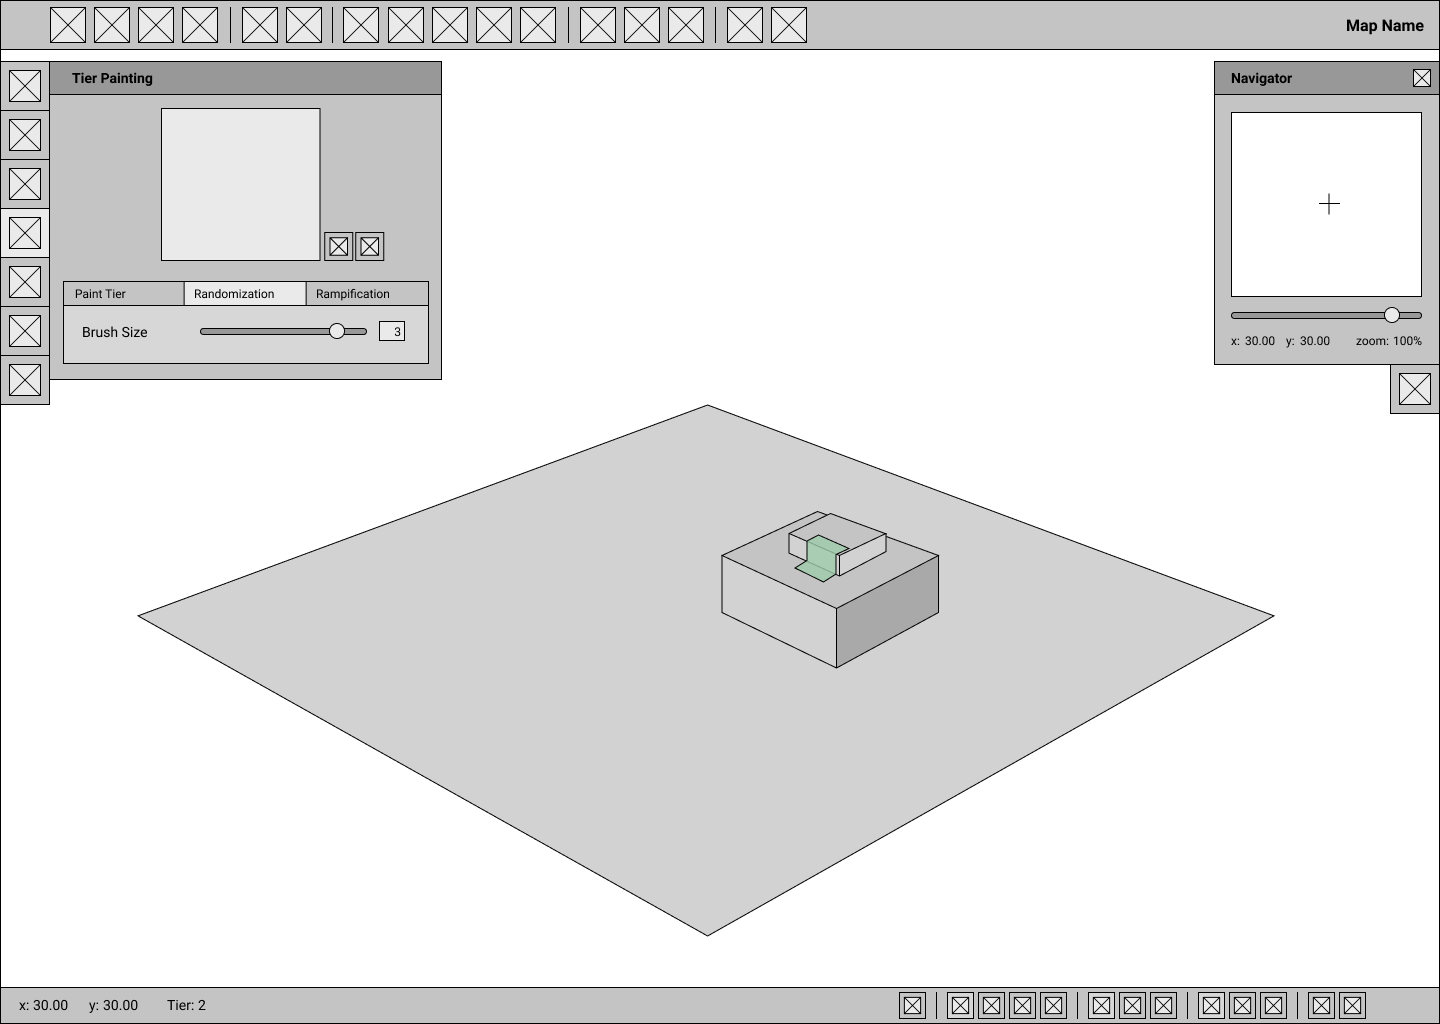 Map Name
Tier Painting
Navigator
Paint Tier Randomization Rampification
Brush Size 3
x: 30.00 y: 30.00 zoom: 100%
x: 30.00 y: 30.00 Tier: 2